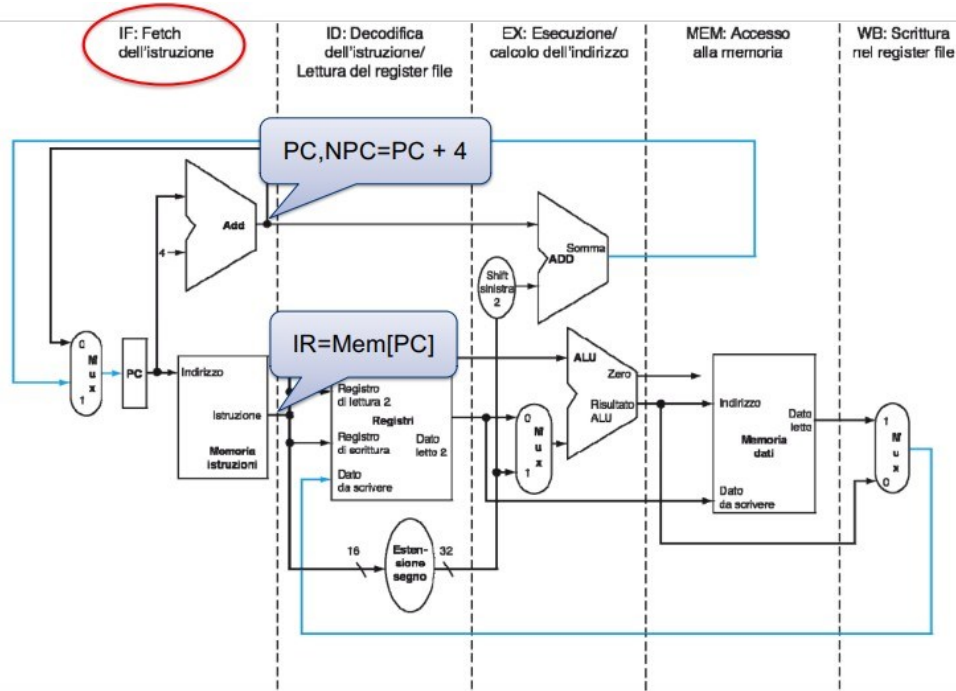 IF: Fetch
dell'istruzione
ID: Decodifica
dell'istruzione/
Lettura del register file
EX: Esecuzione/
calcolo dell'indirizzo
MEM: Accesso
alla memoria
WB: Scrittura
nel register file
PC,NPC=PC + 4
Add
4
ADD
Somma
Shift
sinistra
2
IR=Mem[PC]
0
M
u
x
1
PC
Indirizzo
Istruzione
Memoria
istruzioni
Registro
di lettura 2
Registri
Registro
di scrittura
Dato
letto 2
Dato
da scrivere
0
M
u
x
1
ALU
Zero
Risultato
ALU
Indirizzo
Dato
letto
Memoria
dati
Dato
da scrivere
1
M
u
x
0
16
Esten-
sione
segno
32